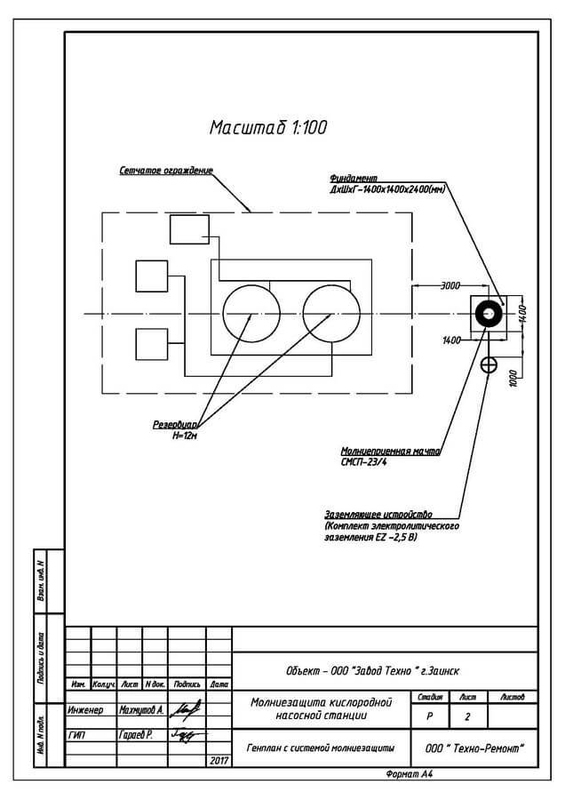 Масштаб 1:100
Сетчатое ограждение
Фундамент
ДхШхГ-1400х1400х2400(мм)
3000
1400
1400
1000
Резервуар
Н=12м
Молниеприемная мачта
СМСП-23/4
Заземляющее устройство
(Комплект электролитического
заземления EZ -2,5 В)
Взам. инв. N
Подпись и дата
Инв. N подл.
Объект - ООО "Завод Техно " г.Заинск
Изм. Колуч. Лист N док. Подпись Дата
Инженер Махмутов А.
ГИП Гараев Р.
2017
Молниезащита кислородной
насосной станции
Стадия Лист Листов
Р 2
Генплан с системой молниезащиты
ООО " Техно-Ремонт"
Формат А4